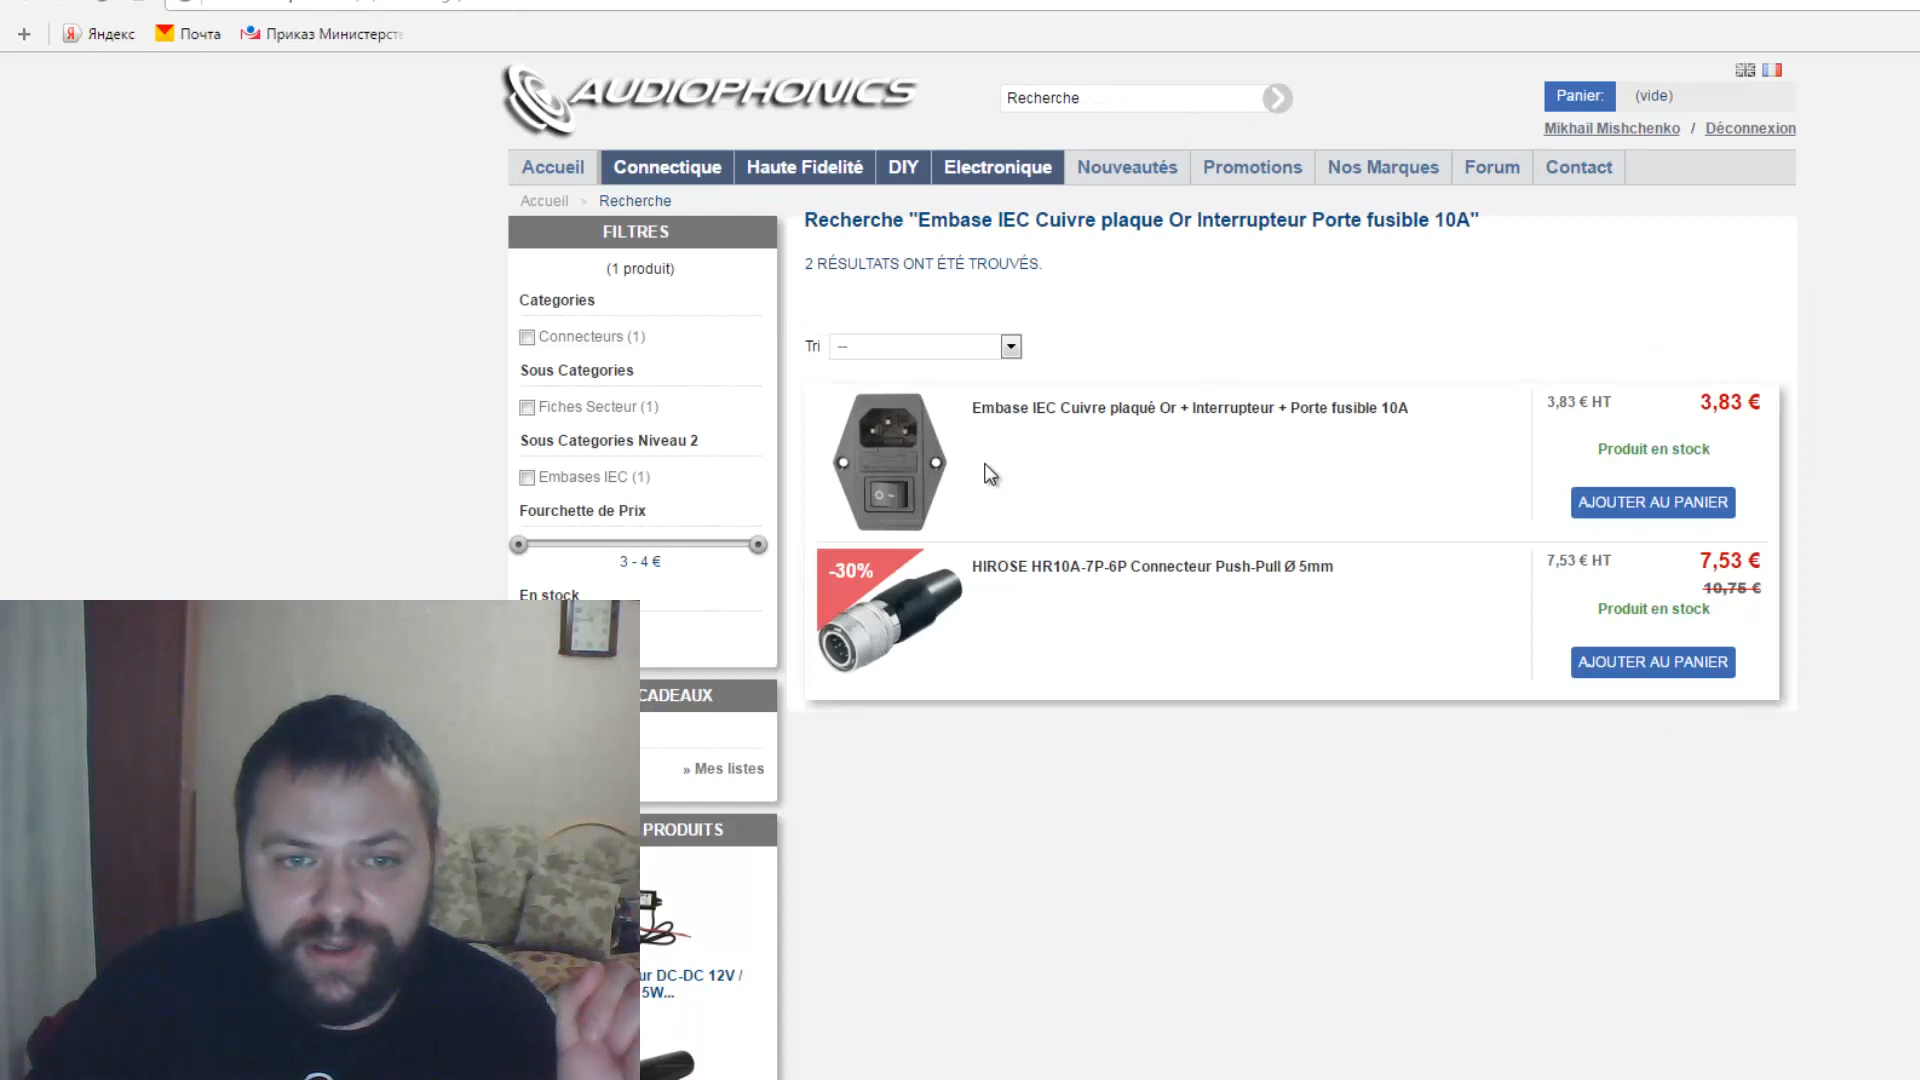 Яндекс
Почта
Приказ Министерст
AUDIOPHONICS
Recherche
Panier:
(vide)
Mikhail Mishchenko / Déconnexion
Accueil
Connectique
Haute Fidelité
DIY
Electronique
Nouveautés
Promotions
Nos Marques
Forum
Contact
Accueil > Recherche
FILTRES
(1 produit)
Categories
Connecteurs (1)
Sous Categories
Fiches Secteur (1)
Sous Categories Niveau 2
Embases IEC (1)
Fourchette de Prix
3 - 4 €
En stock
CADEAUX
» Mes listes
PRODUITS
ur DC-DC 12V /
5W...
Recherche "Embase IEC Cuivre plaque Or Interrupteur Porte fusible 10A"
2 RÉSULTATS ONT ÉTÉ TROUVÉS.
Tri --
Embase IEC Cuivre plaqué Or + Interrupteur + Porte fusible 10A
3,83 € HT
3,83 €
Produit en stock
AJOUTER AU PANIER
-30%
HIROSE HR10A-7P-6P Connecteur Push-Pull Ø 5mm
7,53 € HT
7,53 €
10,75 €
Produit en stock
AJOUTER AU PANIER